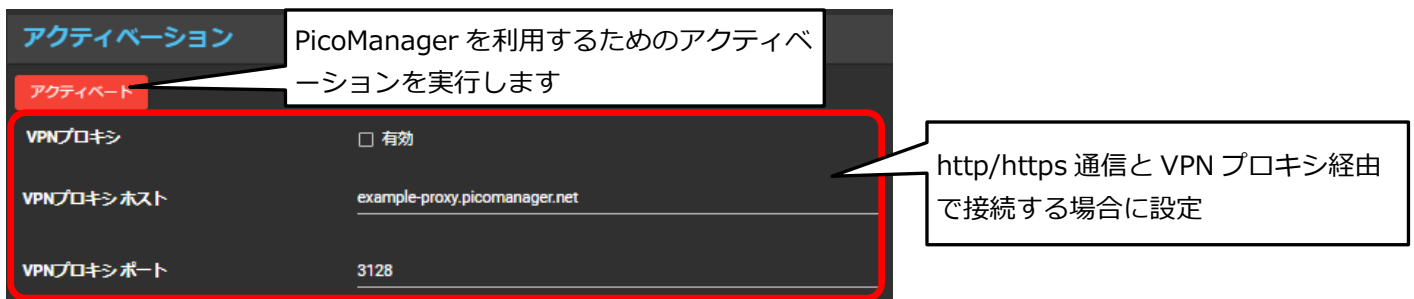 アクティベーション
PicoManager を利用するためのアクティベ
ーションを実行します
アクティベート
VPNプロキシ
有効
http/https 通信と VPN プロキシ経由
で接続する場合に設定
VPNプロキシ ホスト
example-proxy.picomanager.net
VPNプロキシ ポート
3128